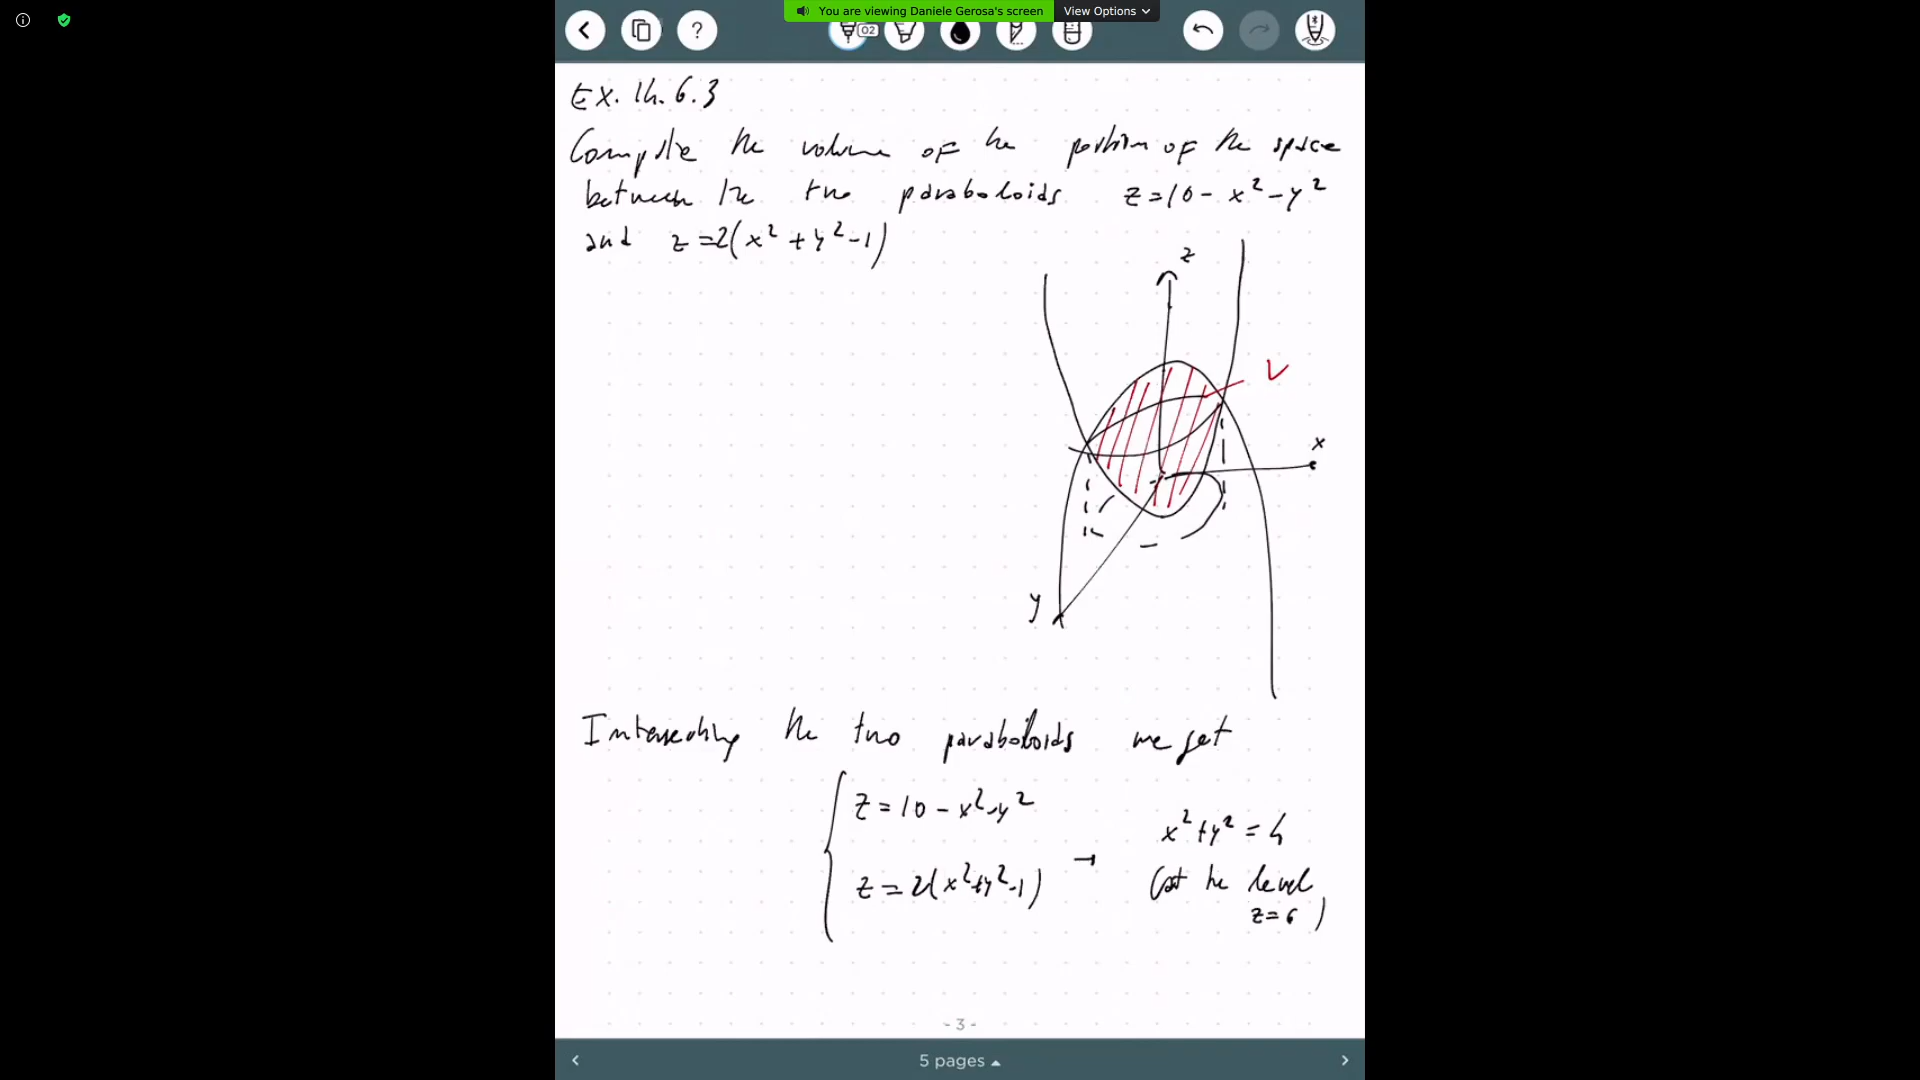 You are viewing Daniele Gerosa's screen View Options
? 02
Ex. 14.6.3
Compute the volume of the portion of the space
between the two paraboloids z=10-x²-y²
and z=2(x²+y²-1)
z
V
x
y
Intersecting the two paraboloids we get
z=10-x²-y²
x²+y²=4
z=2(x²+y²-1) →
(at the level
z=6)
- 3 -
5 pages